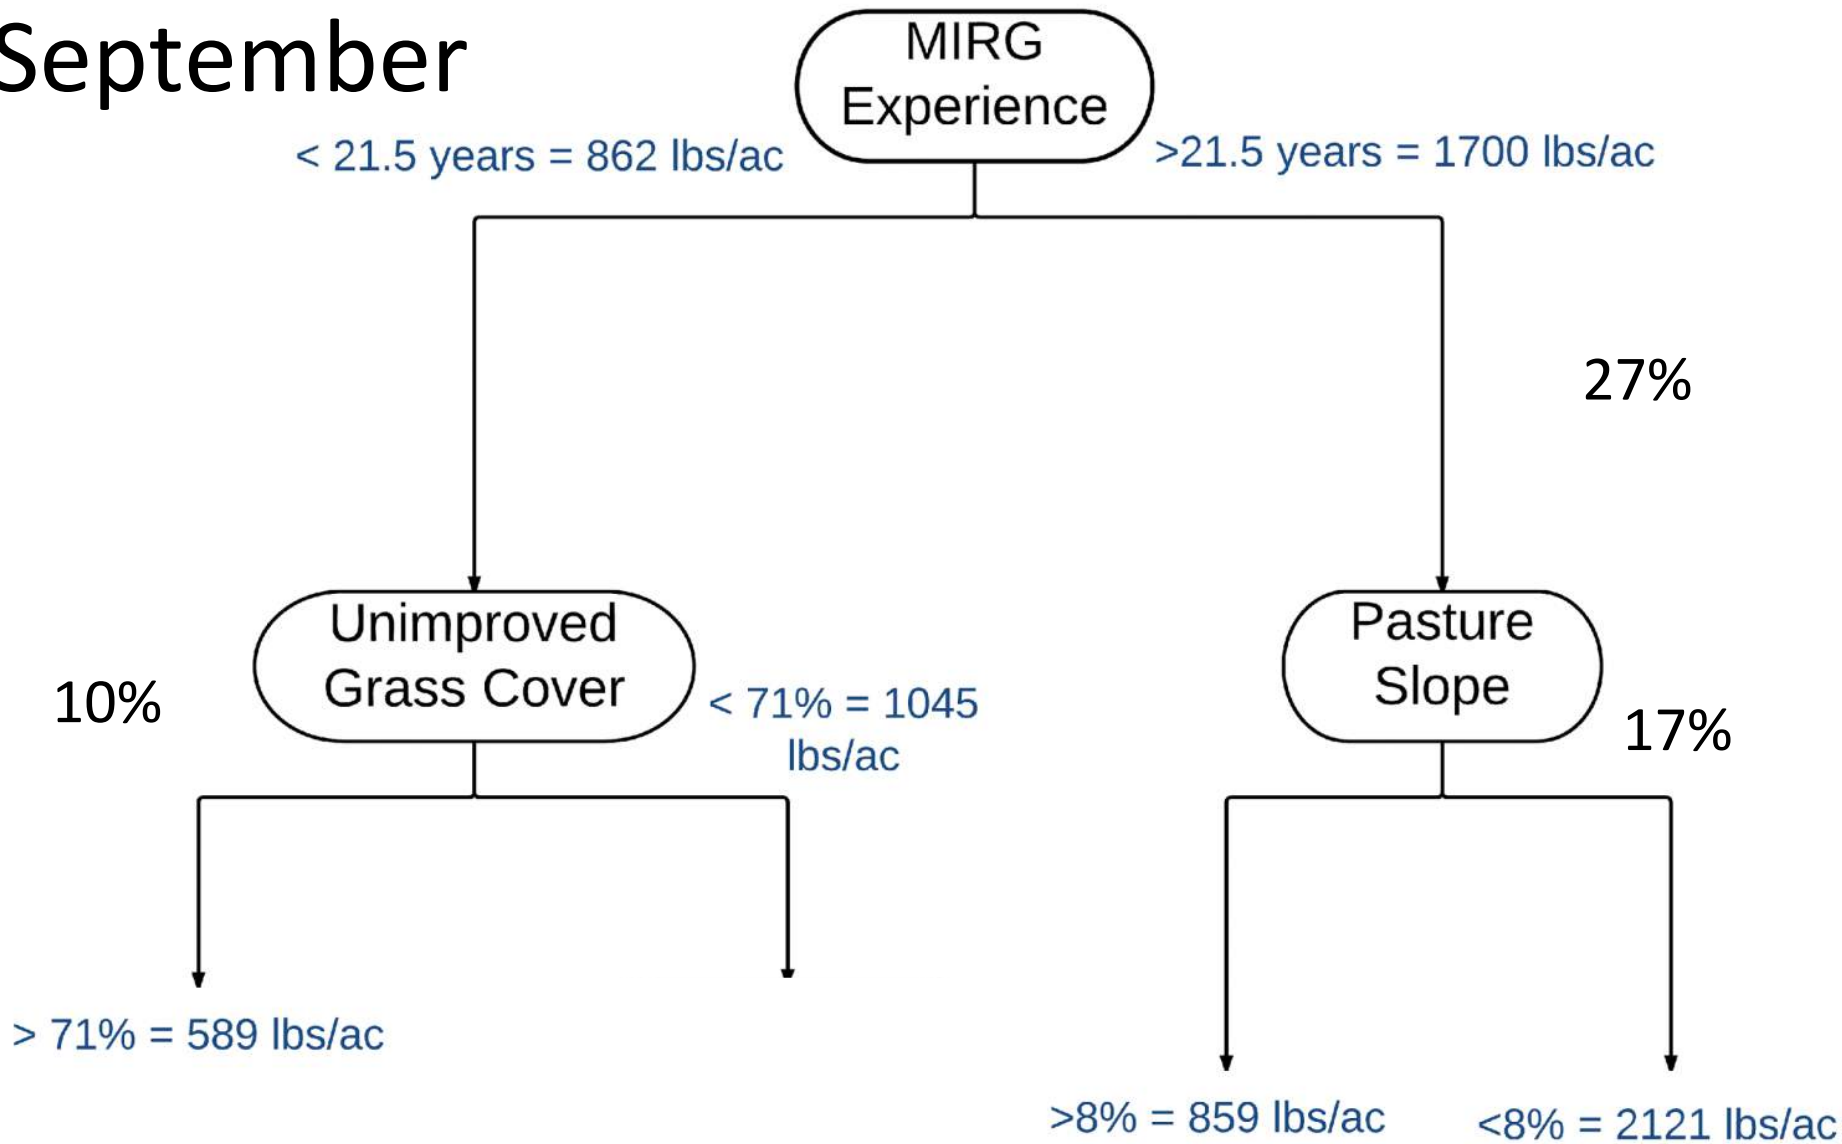 September
MIRG
Experience
< 21.5 years = 862 lbs/ac
>21.5 years = 1700 lbs/ac
27%
Unimproved
Grass Cover
10%
< 71% = 1045
lbs/ac
Pasture
Slope
17%
> 71% = 589 lbs/ac
>8% = 859 lbs/ac
<8% = 2121 lbs/ac